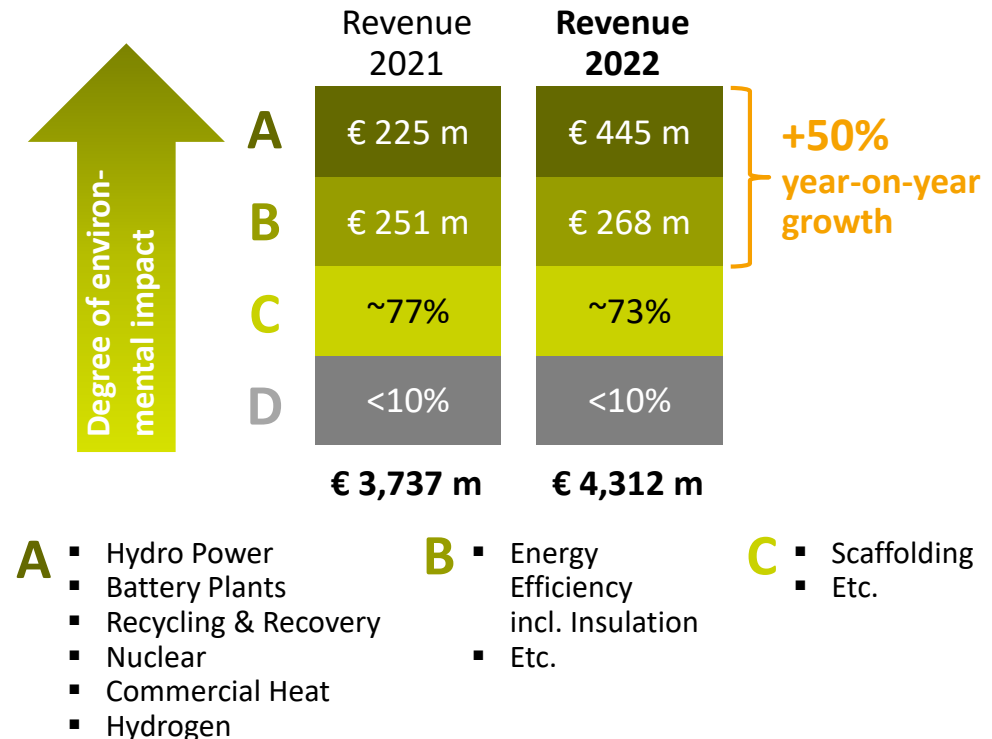 Revenue
2021
Revenue
2022
Degree of environ-
mental impact
A
€ 225 m
€ 445 m
+50%
year-on-year
growth
B
€ 251 m
€ 268 m
C
~77%
~73%
D
<10%
<10%
€ 3,737 m
€ 4,312 m
A
▪ Hydro Power
▪ Battery Plants
▪ Recycling & Recovery
▪ Nuclear
▪ Commercial Heat
▪ Hydrogen
B
▪ Energy
Efficiency
incl. Insulation
▪ Etc.
C
▪ Scaffolding
▪ Etc.